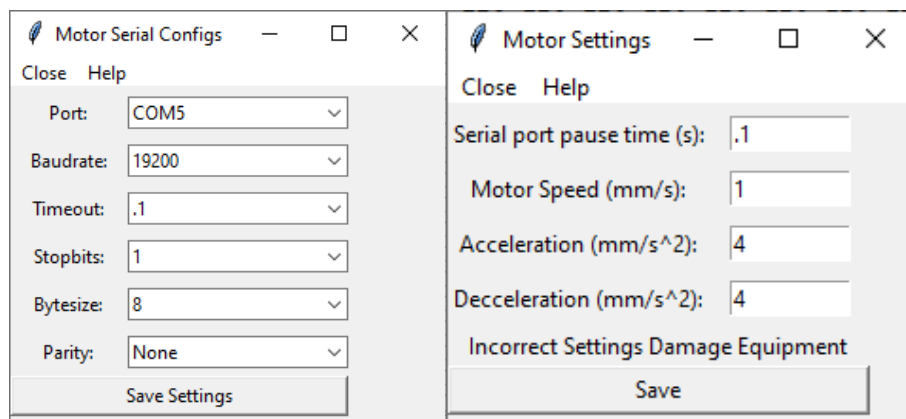 Motor Serial Configs
Close Help
Port: COM5
Baudrate: 19200
Timeout: .1
Stopbits: 1
Bytesize: 8
Parity: None
Save Settings
Motor Settings
Close Help
Serial port pause time (s): .1
Motor Speed (mm/s): 1
Acceleration (mm/s^2): 4
Decceleration (mm/s^2): 4
Incorrect Settings Damage Equipment
Save